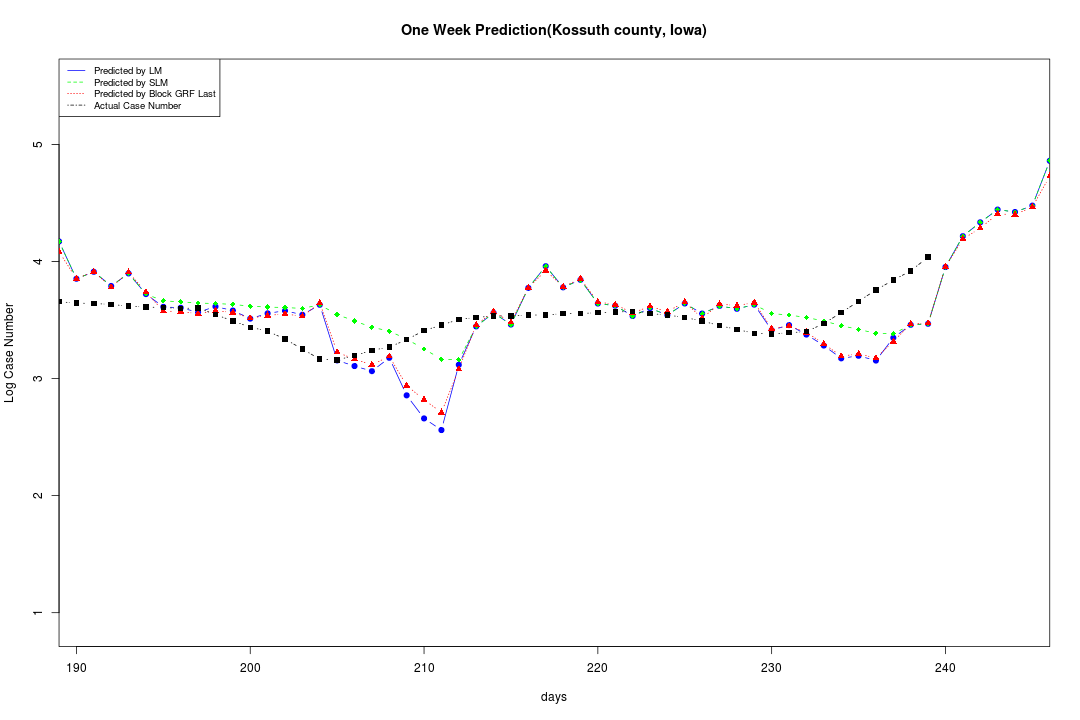 One Week Prediction(Kossuth county, Iowa)
Predicted by LM
Predicted by SLM
Predicted by Block GRF Last
Actual Case Number
Log Case Number
5
4
3
2
1
190 200 210 220 230 240
days